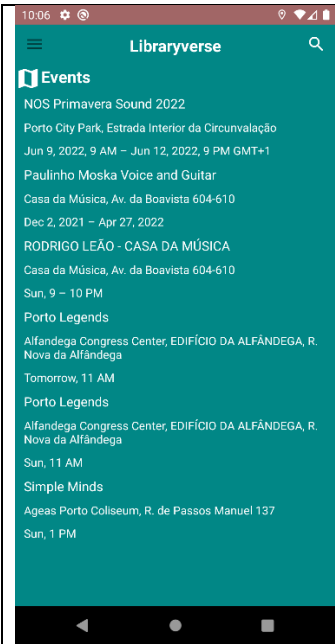 10:06
Libraryverse
Events
NOS Primavera Sound 2022
Porto City Park, Estrada Interior da Circunvalação
Jun 9, 2022, 9 AM – Jun 12, 2022, 9 PM GMT+1
Paulinho Moska Voice and Guitar
Casa da Música, Av. da Boavista 604-610
Dec 2, 2021 – Apr 27, 2022
RODRIGO LEÃO - CASA DA MÚSICA
Casa da Música, Av. da Boavista 604-610
Sun, 9 – 10 PM
Porto Legends
Alfandega Congress Center, EDIFÍCIO DA ALFÂNDEGA, R.
Nova da Alfândega
Tomorrow, 11 AM
Porto Legends
Alfandega Congress Center, EDIFÍCIO DA ALFÂNDEGA, R.
Nova da Alfândega
Sun, 11 AM
Simple Minds
Ageas Porto Coliseum, R. de Passos Manuel 137
Sun, 1 PM